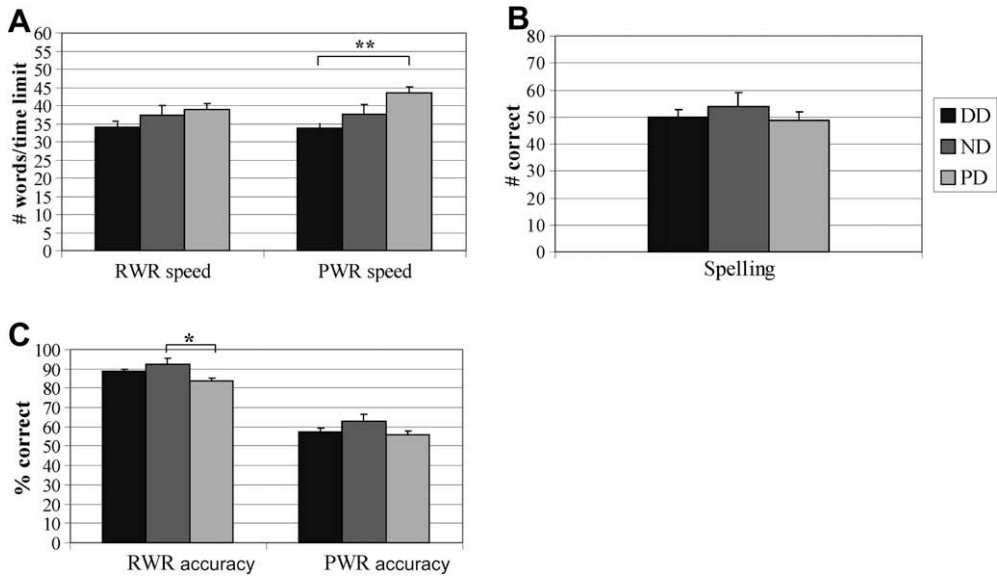 A
# words/time limit
60
55
50
45
40
35
30
25
20
15
10
5
0
**
RWR speed
PWR speed
B
# correct
80
70
60
50
40
30
20
10
0
Spelling
DD
ND
PD
C
% correct
100
90
80
70
60
50
40
30
20
10
0
*
RWR accuracy
PWR accuracy